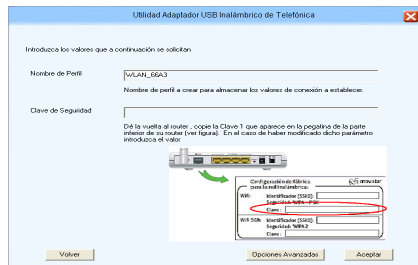 Utilidad Adaptador USB Inalámbrico de Telefónica
Introduzca los valores que a continuación se solicitan
Nombre de Perfil
WLAN_66A3
Nombre de perfil a crear para almacenar los valores de conexión a establecer.
Clave de Seguridad
Dé la vuelta al router , copie la Clave 1 que aparece en la pegatina de la parte
inferior de su router (ver figura). En el caso de haber modificado dicho parámetro
introduzca el valor
Configuración de fábrica
para la red inalámbrica:
movistar
Wifi:
Identificador (SSID):
Seguridad: WPA - PSK
Clave:
Wifi 5Gh:
Identificador (SSID):
Seguridad: WPA2
Clave:
Volver
Opciones Avanzadas
Aceptar